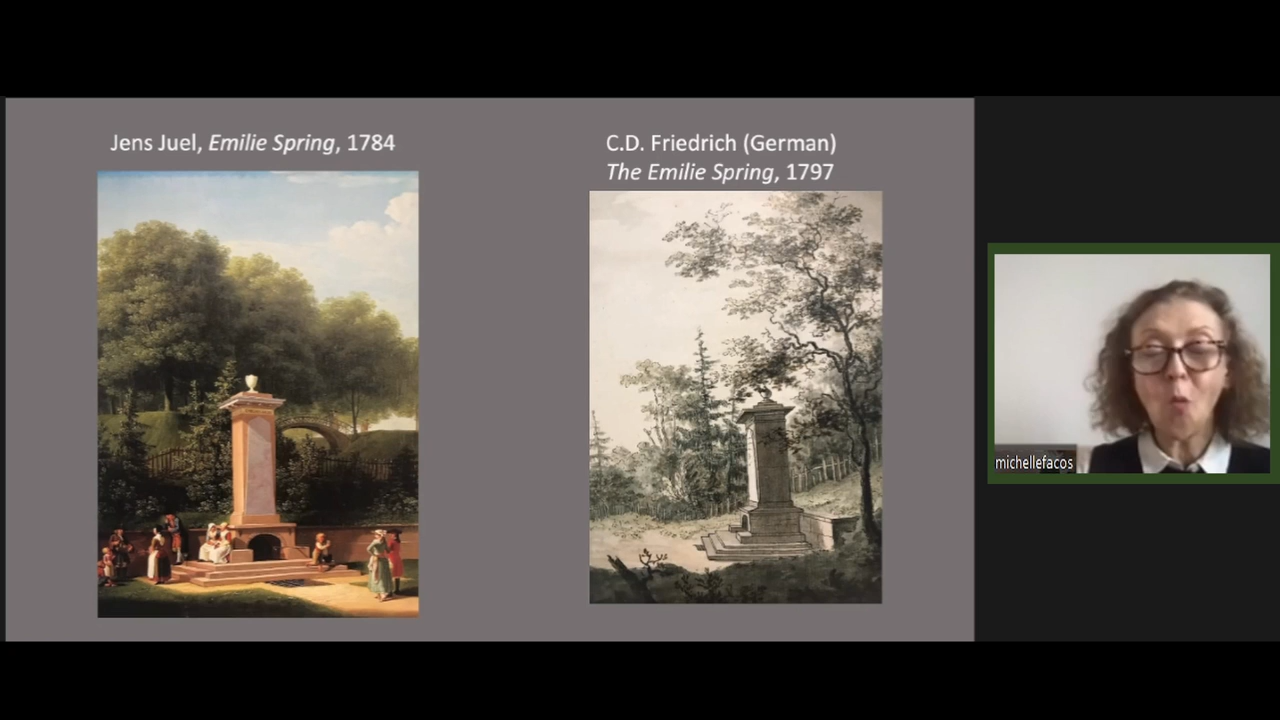 Jens Juel, Emilie Spring, 1784
C.D. Friedrich (German)
The Emilie Spring, 1797
michellefacos